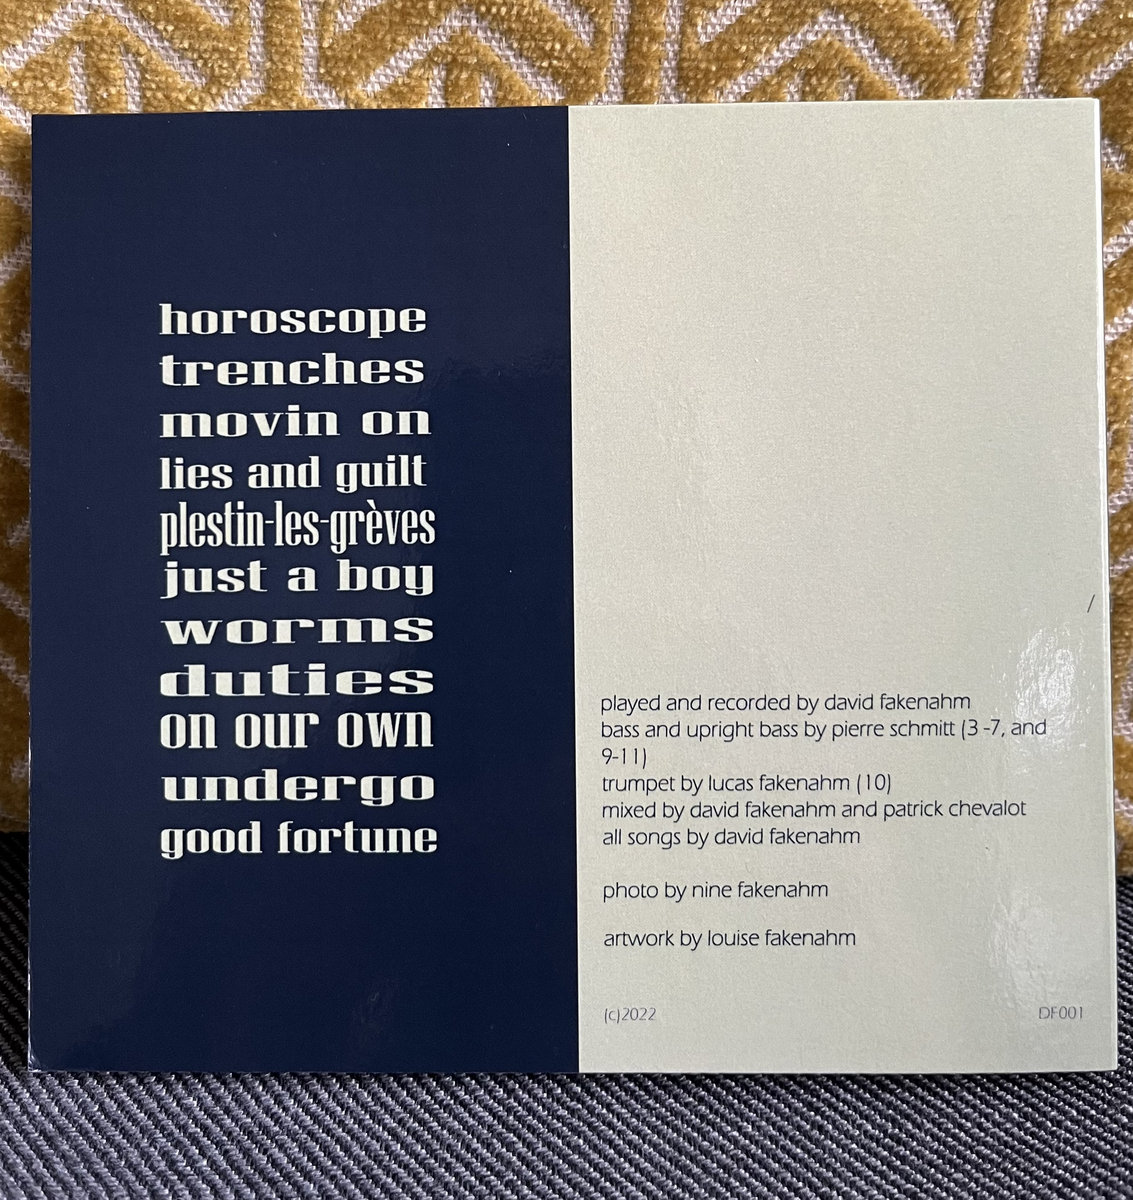 horoscope
trenches
movin on
lies and guilt
plestin-les-grèves
just a boy
worms
duties
on our own
undergo
good fortune
/
played and recorded by david fakenahm
bass and upright bass by pierre schmitt (3 -7, and
9-11)
trumpet by lucas fakenahm (10)
mixed by david fakenahm and patrick chevalot
all songs by david fakenahm
photo by nine fakenahm
artwork by louise fakenahm
(c)2022
DF001